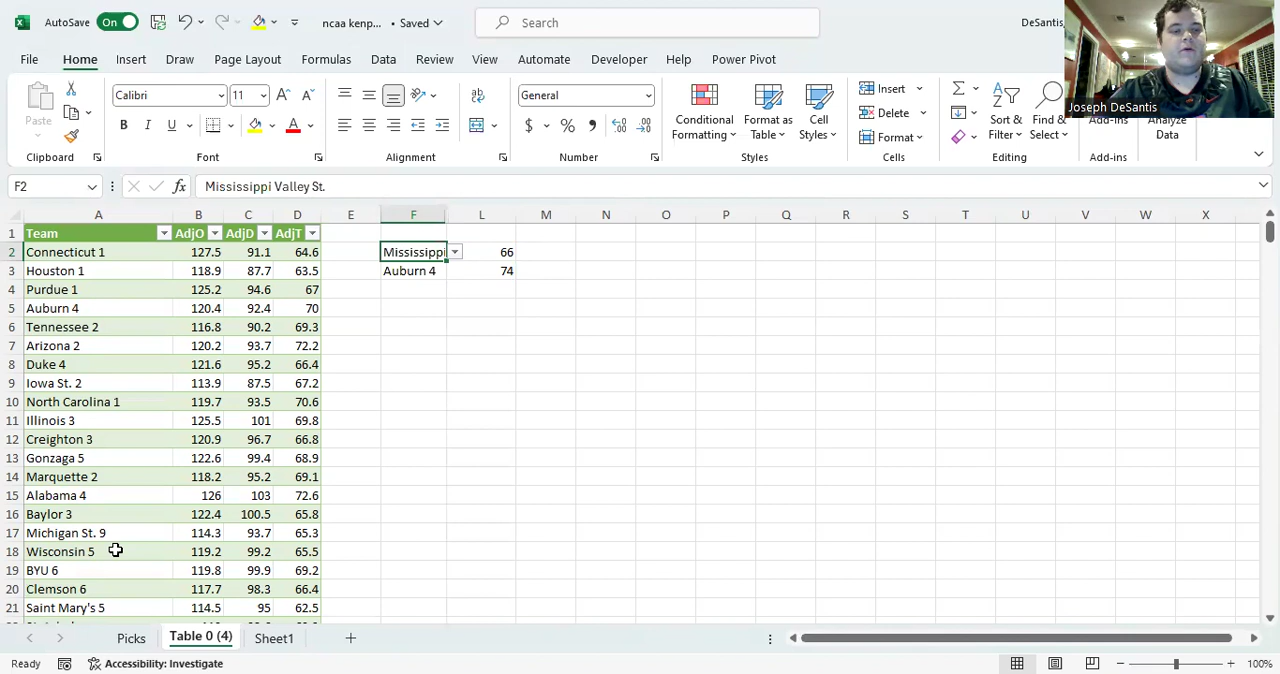 AutoSave On ncaa kenp... • Saved Search DeSantis,
File Home Insert Draw Page Layout Formulas Data Review View Automate Developer Help Power Pivot
Joseph DeSantis
Paste Calibri 11 General Conditional Formatting Format as Table Cell Styles Insert Delete Format Sort & Filter Find & Select Add-ins Analyze Data
Clipboard Font Alignment Number Styles Cells Editing Add-ins
F2 fx Mississippi Valley St.
A B C D E F L M N O P Q R S T U V W X
1 Team AdjO AdjD AdjT
2 Connecticut 1 127.5 91.1 64.6 Mississippi 66
3 Houston 1 118.9 87.7 63.5 Auburn 4 74
4 Purdue 1 125.2 94.6 67
5 Auburn 4 120.4 92.4 70
6 Tennessee 2 116.8 90.2 69.3
7 Arizona 2 120.2 93.7 72.2
8 Duke 4 121.6 95.2 66.4
9 Iowa St. 2 113.9 87.5 67.2
10 North Carolina 1 119.7 93.5 70.6
11 Illinois 3 125.5 101 69.8
12 Creighton 3 120.9 96.7 66.8
13 Gonzaga 5 122.6 99.4 68.9
14 Marquette 2 118.2 95.2 69.1
15 Alabama 4 126 103 72.6
16 Baylor 3 122.4 100.5 65.8
17 Michigan St. 9 114.3 93.7 65.3
18 Wisconsin 5 119.2 99.2 65.5
19 BYU 6 119.8 99.9 69.2
20 Clemson 6 117.7 98.3 66.4
21 Saint Mary's 5 114.5 95 62.5
Picks Table 0 (4) Sheet1
Ready Accessibility: Investigate 100%